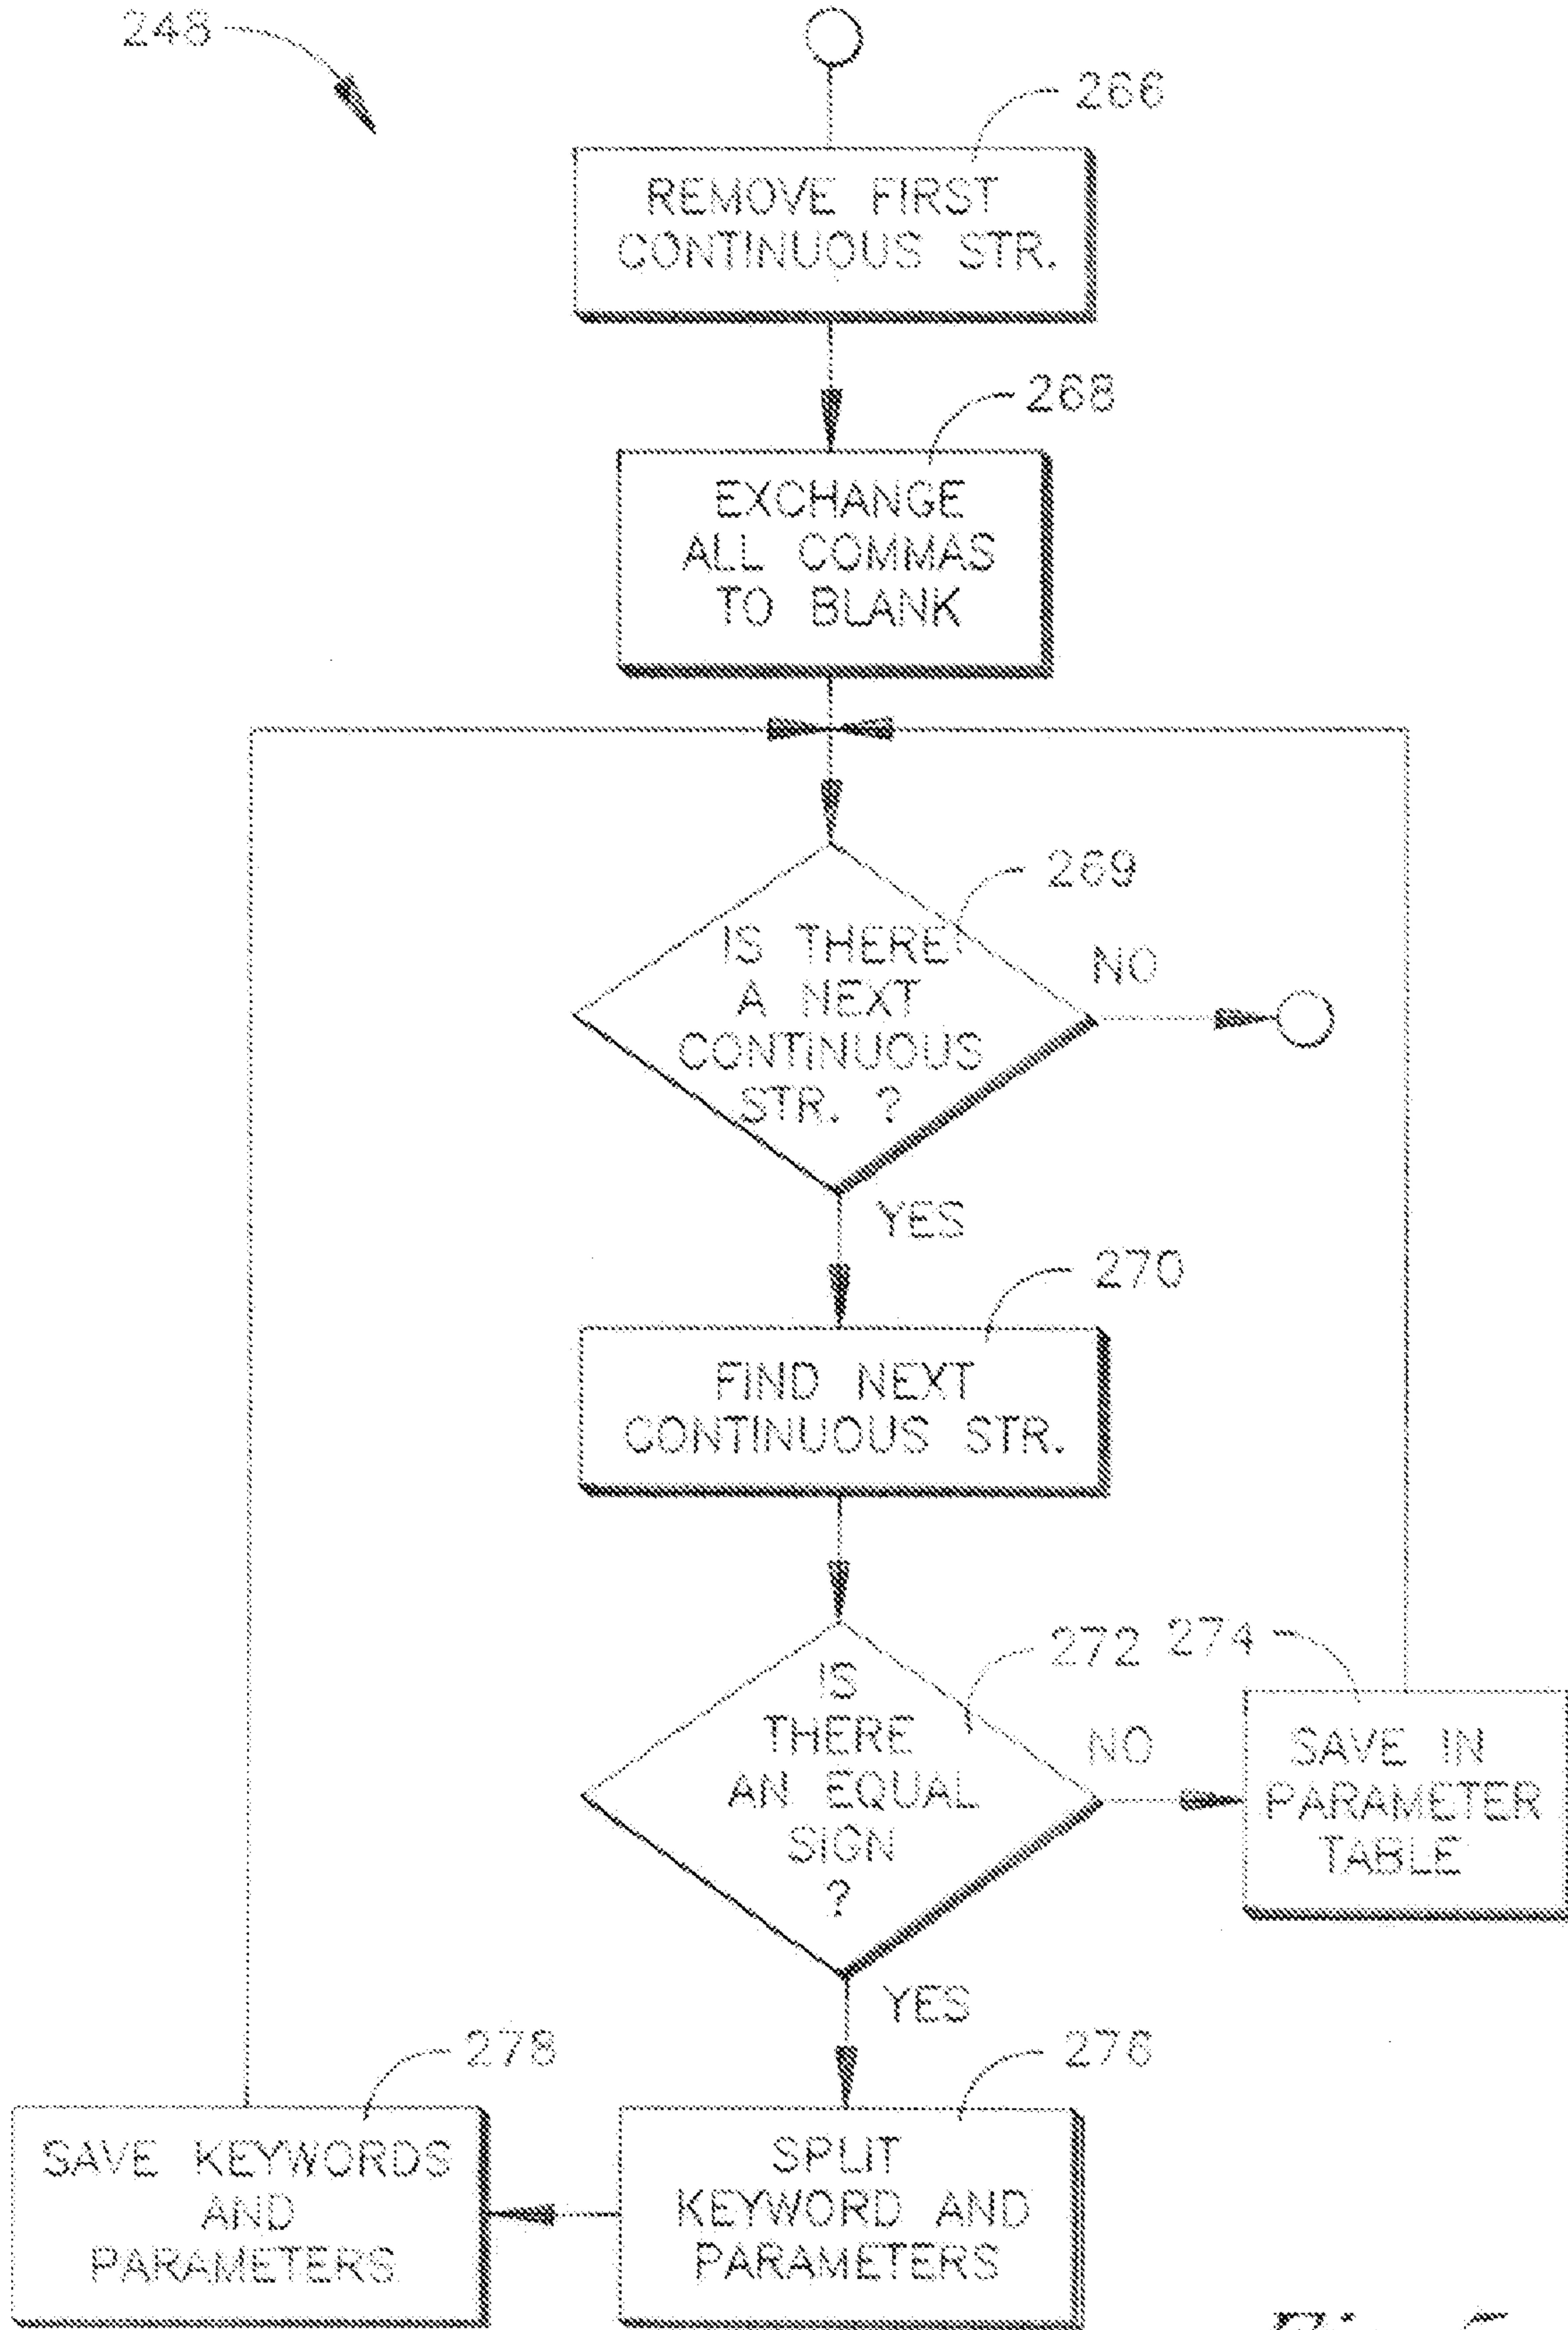 248
266
REMOVE FIRST
CONTINUOUS STR.
268
EXCHANGE
ALL COMMAS
TO BLANK
269
IS THERE
A NEXT
CONTINUOUS
STR. ?
NO
YES
270
FIND NEXT
CONTINUOUS STR.
272
IS
THERE
AN EQUAL
SIGN
?
NO
274
SAVE IN
PARAMETER
TABLE
YES
276
SPLIT
KEYWORD AND
PARAMETERS
278
SAVE KEYWORDS
AND
PARAMETERS